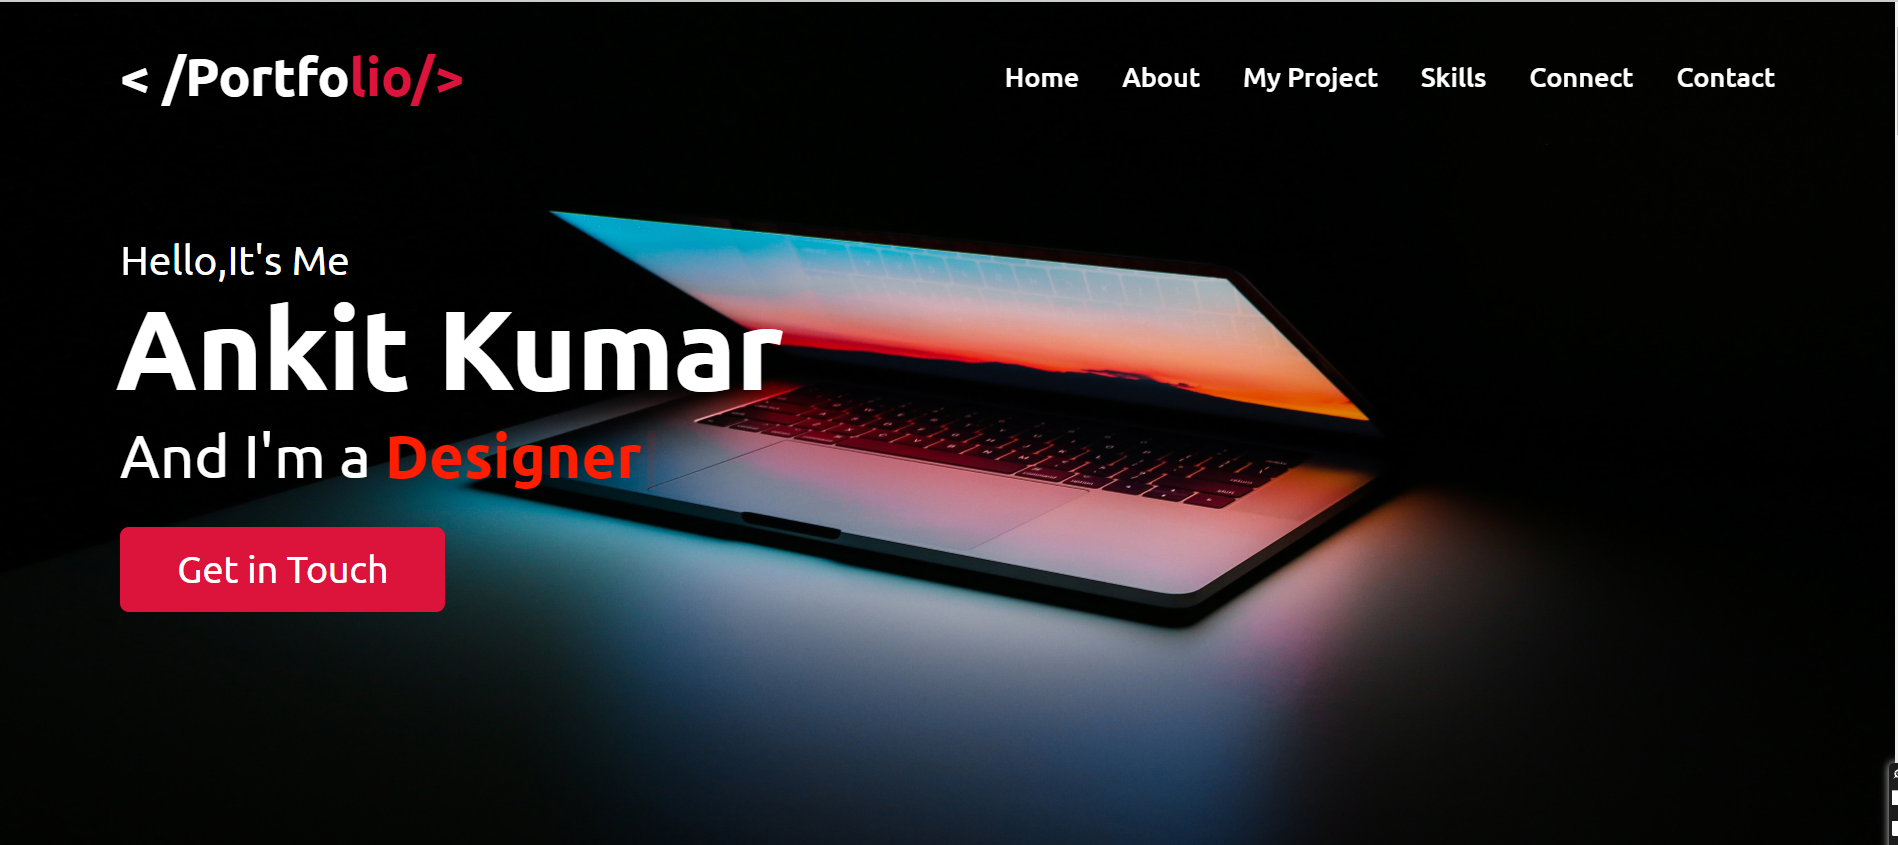 < /Portfolio/>
Home About My Project Skills Connect Contact
Hello,It's Me
Ankit Kumar
And I'm a Designer
Get in Touch